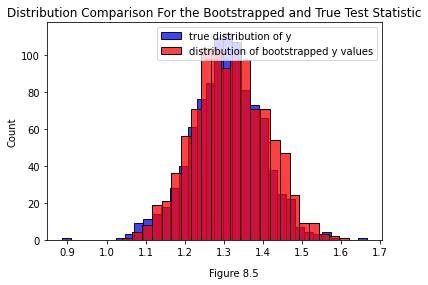 Distribution Comparison For the Bootstrapped and True Test Statistic
true distribution of y
distribution of bootstrapped y values
Count
100
80
60
40
20
0
0.9 1.0 1.1 1.2 1.3 1.4 1.5 1.6 1.7
Figure 8.5